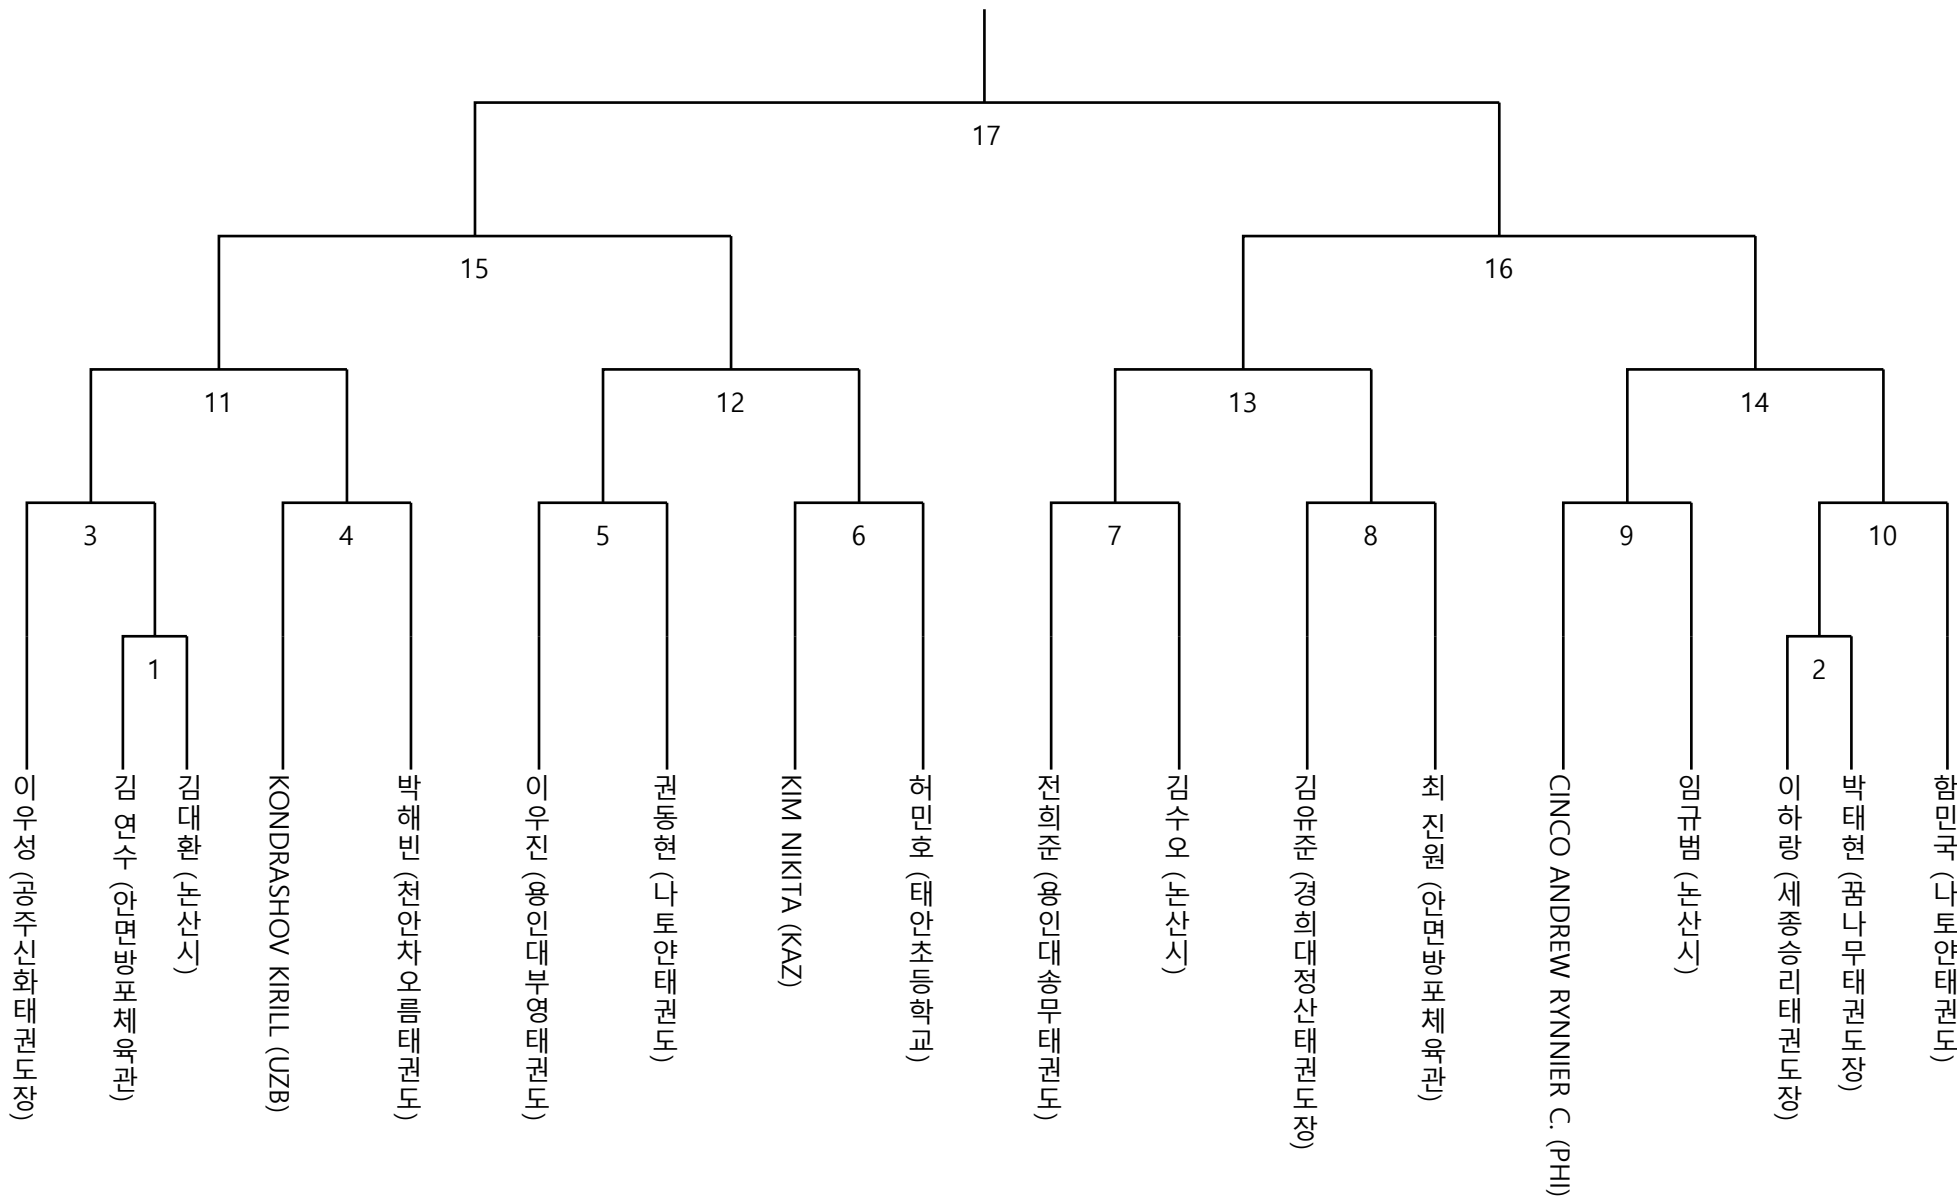 17
15
16
11
12
13
14
3
4
5
6
7
8
9
10
1
2
이우성 (공주신화태권도장)
김 연수 (안면방포체육관)
김대환 (논산시)
KONDRASHOV KIRILL (UZB)
박해빈 (천안차오름태권도)
이우진 (용인대부영태권도)
권동현 (나토얀태권도)
KIM NIKITA (KAZ)
허민호 (태안초등학교)
전희준 (용인대송무태권도)
김수오 (논산시)
김유준 (경희대정산태권도장)
최 진원 (안면방포체육관)
CINCO ANDREW RYNNIER C. (PHI)
임규범 (논산시)
이하랑 (세종승리태권도장)
박태현 (꿈나무태권도장)
함민국 (나토얀태권도)